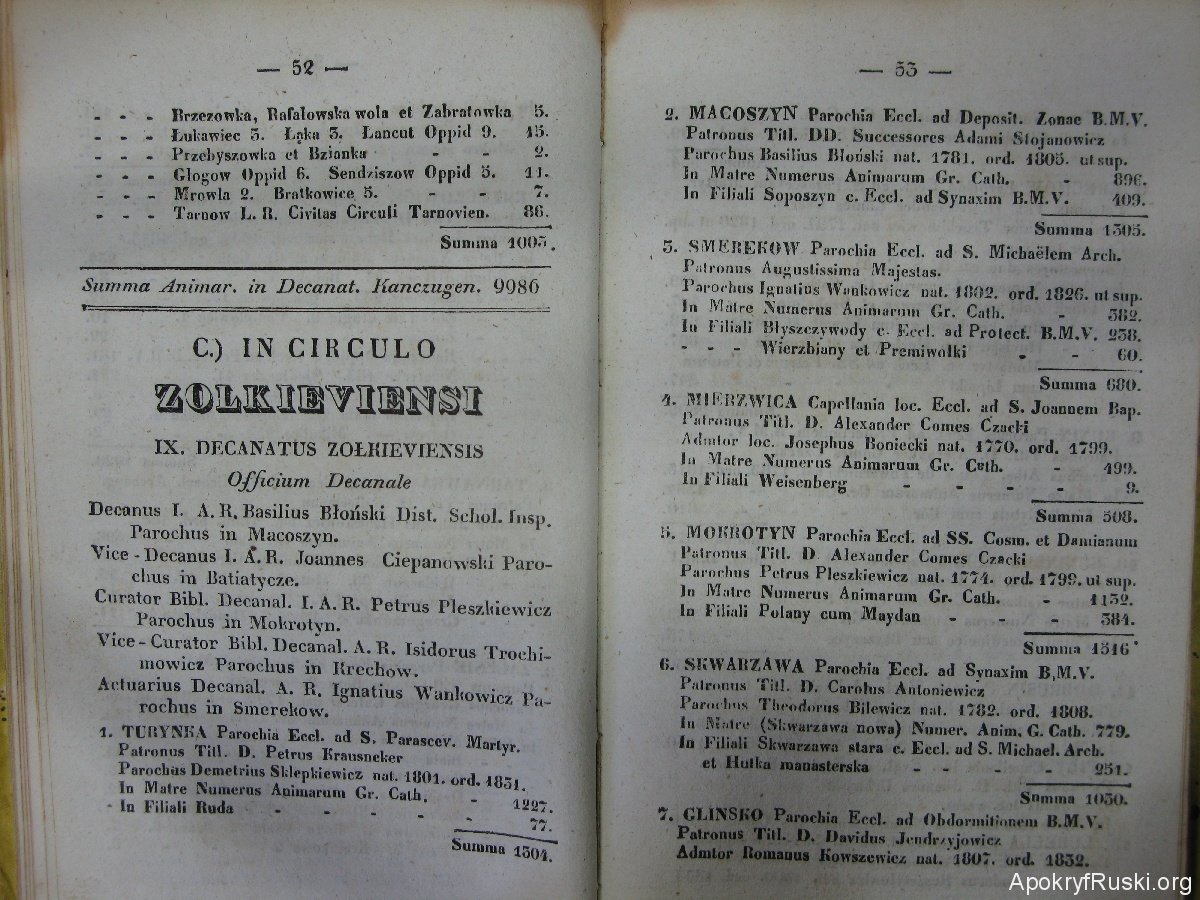 — 52 —
- - - Brzezowka, Rafałowska wola et Zabratowka 5.
- - - Łukawiec 3. Łąka 3. Łancut Oppid 9. 15.
- - - Przebyszowka et Bzianka - - 2.
- - - Głogow Oppid 6. Sendziszow Oppid 5. 11.
- - - Mrowla 2. Bratkowice 5. - - 7.
- - - Tarnow L. R. Civitas Circuli Tarnovien. 86.
Summa 1003.
Summa Animar. in Decanat. Kanczugen. 9986
C.) IN CIRCULO
ZOLKIEVIENSI
IX. DECANATUS ZOŁKIEVIENSIS
Officium Decanale
Decanus I. A. R. Basilius Błoński Dist. Schol. Insp.
Parochus in Macoszyn.
Vice-Decanus I. A. R. Joannes Ciepanowski Paro-
chus in Batiatycze.
Curator Bibl. Decanal. I. A. R. Petrus Pleszkiewicz
Parochus in Mokrotyn.
Vice-Curator Bibl. Decanal. A. R. Isidorus Trochi-
mowicz Parochus in Krechow.
Actuarius Decanal. A. R. Ignatius Wankowicz Pa-
rochus in Smerekow.
1. TURYNKA Parochia Eccl. ad S. Parascev. Martyr.
Patronus Titl. D. Petrus Krausneker
Parochus Demetrius Sklepkiewicz nat. 1801. ord. 1831.
In Matre Numerus Animarum Gr. Cath. - 1227.
- In Filiali Ruda - - - - - 77.
Summa 1304.
— 53 —
2. MACOSZYN Parochia Eccl. ad Deposit. Zonae B.M.V.
Patronus Titl. DD. Successores Adami Stojanowicz
Parochus Basilius Błoński nat. 1781. ord. 1805. ut sup.
In Matre Numerus Animarum Gr. Cath. - 896.
In Filiali Soposzyn c. Eccl. ad Synaxim B.M.V. 409.
Summa 1305.
3. SMEREKOW Parochia Eccl. ad S. Michaëlem Arch.
Patronus Augustissima Majestas.
Parochus Ignatius Wankowicz nat. 1802. ord. 1826. ut sup.
In Matre Numerus Animarum Gr. Cath. - 382.
In Filiali Błyszczywody c. Eccl. ad Protect. B.M.V. 238.
- - - Wierzbiany et Premiwołki - - 60.
Summa 680.
4. MIERZWICA Capellania loc. Eccl. ad S. Joannem Bap.
Patronus Titl. D. Alexander Comes Czacki
Admtor loc. Josephus Boniecki nat. 1770. ord. 1799.
In Matre Numerus Animarum Gr. Cath. - 499.
In Filiali Weisenberg - - - - 9.
Summa 508.
5. MOKROTYN Parochia Eccl. ad SS. Cosm. et Damianum
Patronus Titl. D. Alexander Comes Czacki
Parochus Petrus Pleszkiewicz nat. 1774. ord. 1799. ut sup.
In Matre Numerus Animarum Gr. Cath. - 1132.
In Filiali Polany cum Maydan - - - 384.
Summa 1516.
6. SKWARZAWA Parochia Eccl. ad Synaxim B,M.V.
Patronus Titl. D. Carolus Antoniewicz
Parochus Theodorus Bilewicz nat. 1782. ord. 1808.
In Matre (Skwarzawa nowa) Numer. Anim. G. Cath. 779.
In Filiali Skwarzawa stara c. Eccl. ad S. Michael. Arch.
et Hutka manasterska - - - - 251.
Summa 1030.
7. GLINSKO Parochia Eccl. ad Obdormitionem B.M.V.
Patronus Titl. D. Davidus Jendrzyjowicz
Admtor Romanus Kowszewicz nat. 1807. ord. 1832.
ApokryfRuski.org